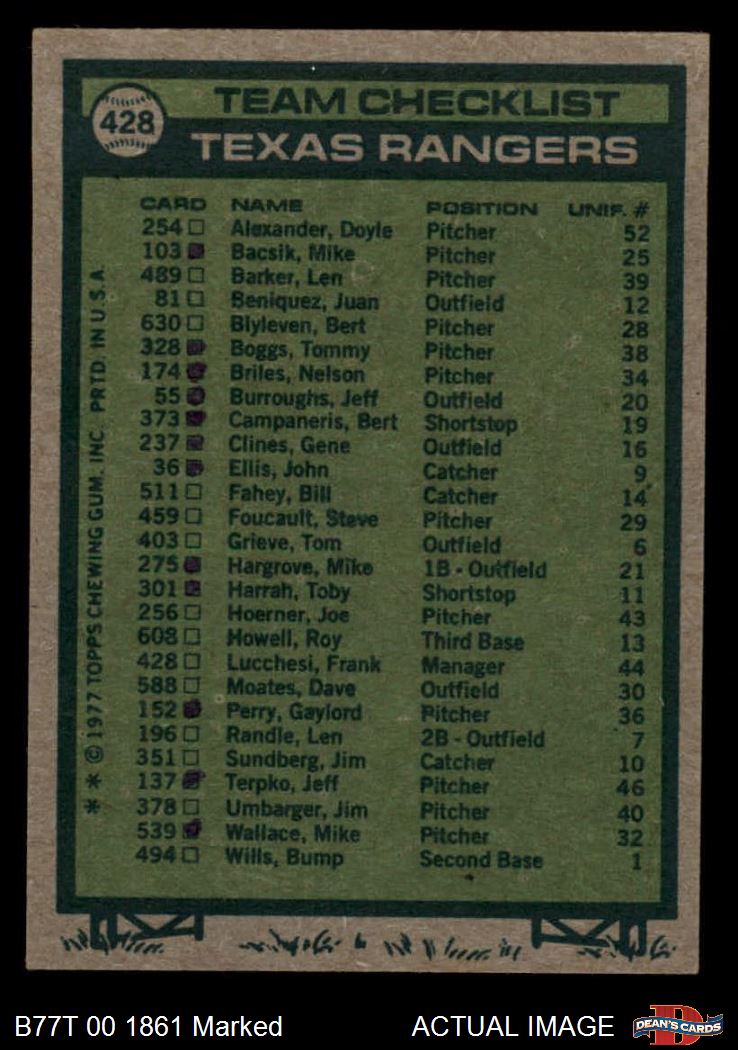 428
TEAM CHECKLIST
TEXAS RANGERS
CARD NAME POSITION UNIF. #
254 Alexander, Doyle Pitcher 52
103 Bacsik, Mike Pitcher 25
489 Barker, Len Pitcher 39
81 Beniquez, Juan Outfield 12
630 Blyleven, Bert Pitcher 28
328 Boggs, Tommy Pitcher 38
174 Briles, Nelson Pitcher 34
55 Burroughs, Jeff Outfield 20
373 Campaneris, Bert Shortstop 19
237 Clines, Gene Outfield 16
36 Ellis, John Catcher 9
511 Fahey, Bill Catcher 14
459 Foucault, Steve Pitcher 29
403 Grieve, Tom Outfield 6
275 Hargrove, Mike 1B - Outfield 21
301 Harrah, Toby Shortstop 11
256 Hoerner, Joe Pitcher 43
608 Howell, Roy Third Base 13
428 Lucchesi, Frank Manager 44
588 Moates, Dave Outfield 30
152 Perry, Gaylord Pitcher 36
196 Randle, Len 2B - Outfield 7
351 Sundberg, Jim Catcher 10
137 Terpko, Jeff Pitcher 46
378 Umbarger, Jim Pitcher 40
539 Wallace, Mike Pitcher 32
494 Wills, Bump Second Base 1
* * © 1977 TOPPS CHEWING GUM, INC. PRTD. IN U.S.A.
B77T 00 1861 Marked ACTUAL IMAGE
D
DEAN'S CARDS